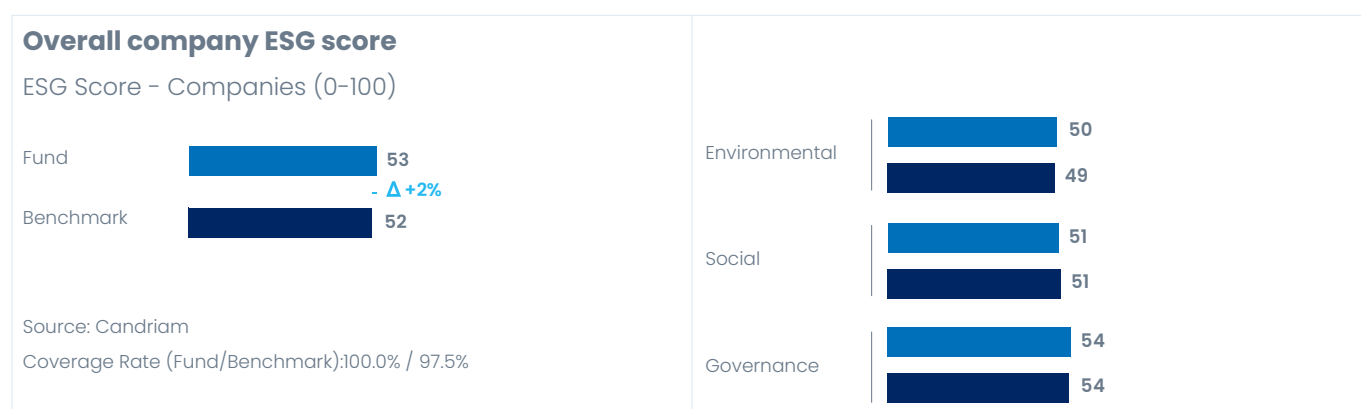 Overall company ESG score
ESG Score - Companies (0-100)
Fund
53
- Δ +2%
Benchmark
52
Source: Candriam
Coverage Rate (Fund/Benchmark):100.0% / 97.5%
Environmental
50
49
Social
51
51
Governance
54
54